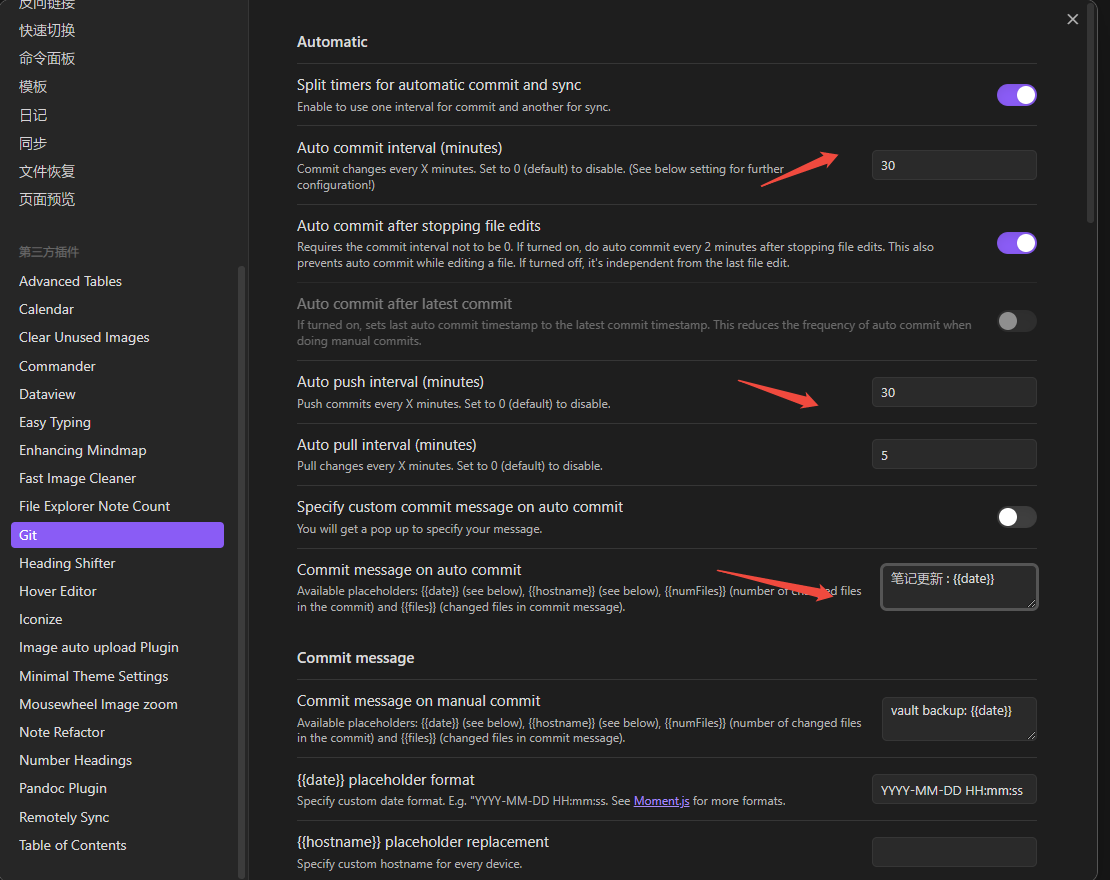 反向链接
快速切换
命令面板
模板
日记
同步
文件恢复
页面预览
第三方插件
Advanced Tables
Calendar
Clear Unused Images
Commander
Dataview
Easy Typing
Enhancing Mindmap
Fast Image Cleaner
File Explorer Note Count
Git
Heading Shifter
Hover Editor
Iconize
Image auto upload Plugin
Minimal Theme Settings
Mousewheel Image zoom
Note Refactor
Number Headings
Pandoc Plugin
Remotely Sync
Table of Contents
Automatic
Split timers for automatic commit and sync
Enable to use one interval for commit and another for sync.
Auto commit interval (minutes)
Commit changes every X minutes. Set to 0 (default) to disable. (See below setting for further
configuration!)
30
Auto commit after stopping file edits
Requires the commit interval not to be 0. If turned on, do auto commit every 2 minutes after stopping file edits. This also
prevents auto commit while editing a file. If turned off, it's independent from the last file edit.
Auto commit after latest commit
If turned on, sets last auto commit timestamp to the latest commit timestamp. This reduces the frequency of auto commit when
doing manual commits.
Auto push interval (minutes)
Push commits every X minutes. Set to 0 (default) to disable.
30
Auto pull interval (minutes)
Pull changes every X minutes. Set to 0 (default) to disable.
5
Specify custom commit message on auto commit
You will get a pop up to specify your message.
Commit message on auto commit
Available placeholders: {{date}} (see below), {{hostname}} (see below), {{numFiles}} (number of changed files
in the commit) and {{files}} (changed files in commit message).
笔记更新 : {{date}}
Commit message
Commit message on manual commit
Available placeholders: {{date}} (see below), {{hostname}} (see below), {{numFiles}} (number of changed files
in the commit) and {{files}} (changed files in commit message).
vault backup: {{date}}
{{date}} placeholder format
Specify custom date format. E.g. "YYYY-MM-DD HH:mm:ss. See Moment.js for more formats.
YYYY-MM-DD HH:mm:ss
{{hostname}} placeholder replacement
Specify custom hostname for every device.